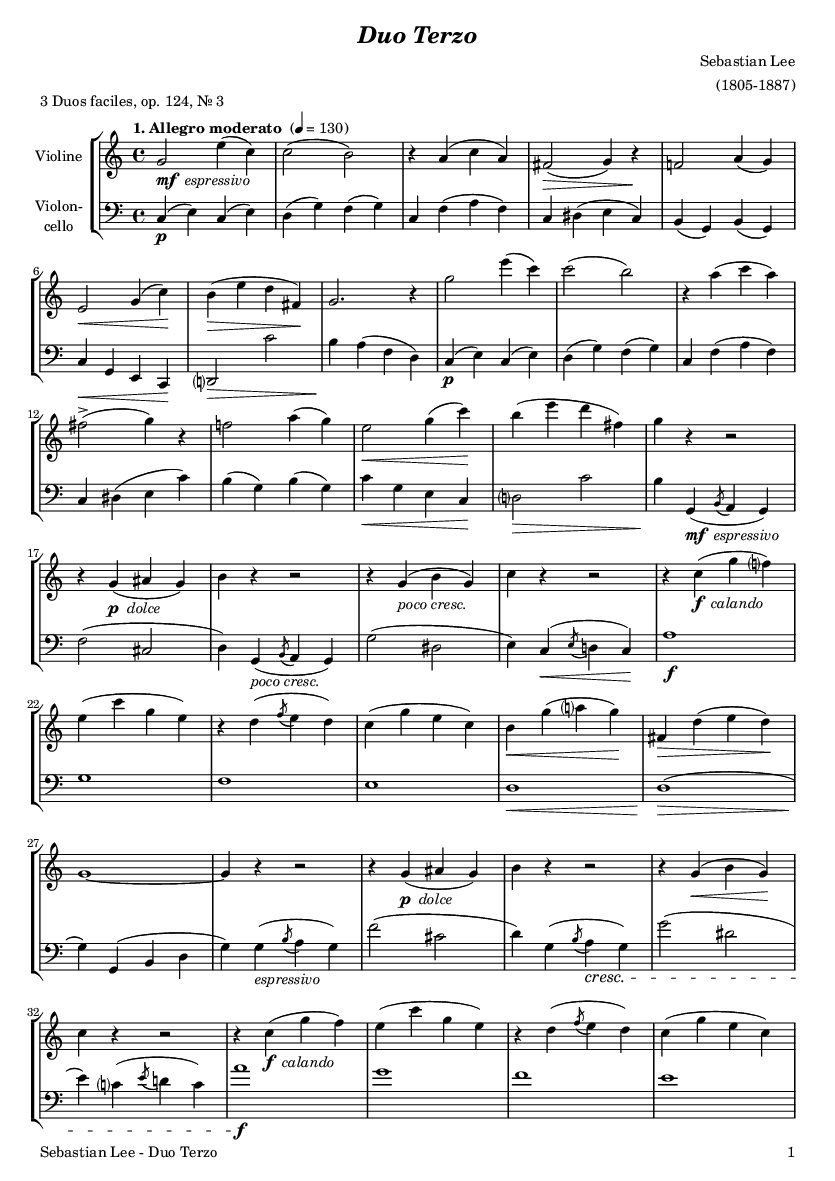 Duo Terzo
Sebastian Lee
(1805-1887)
3 Duos faciles, op. 124, № 3
1. Allegro moderato (♩ = 130)
Violine
mf espressivo
Violon-
cello
p
6
p
12
mf espressivo
17
p dolce
poco cresc.
f calando
poco cresc.
f
22
27
p dolce
espressivo
cresc.
32
f calando
f
Sebastian Lee - Duo Terzo
1